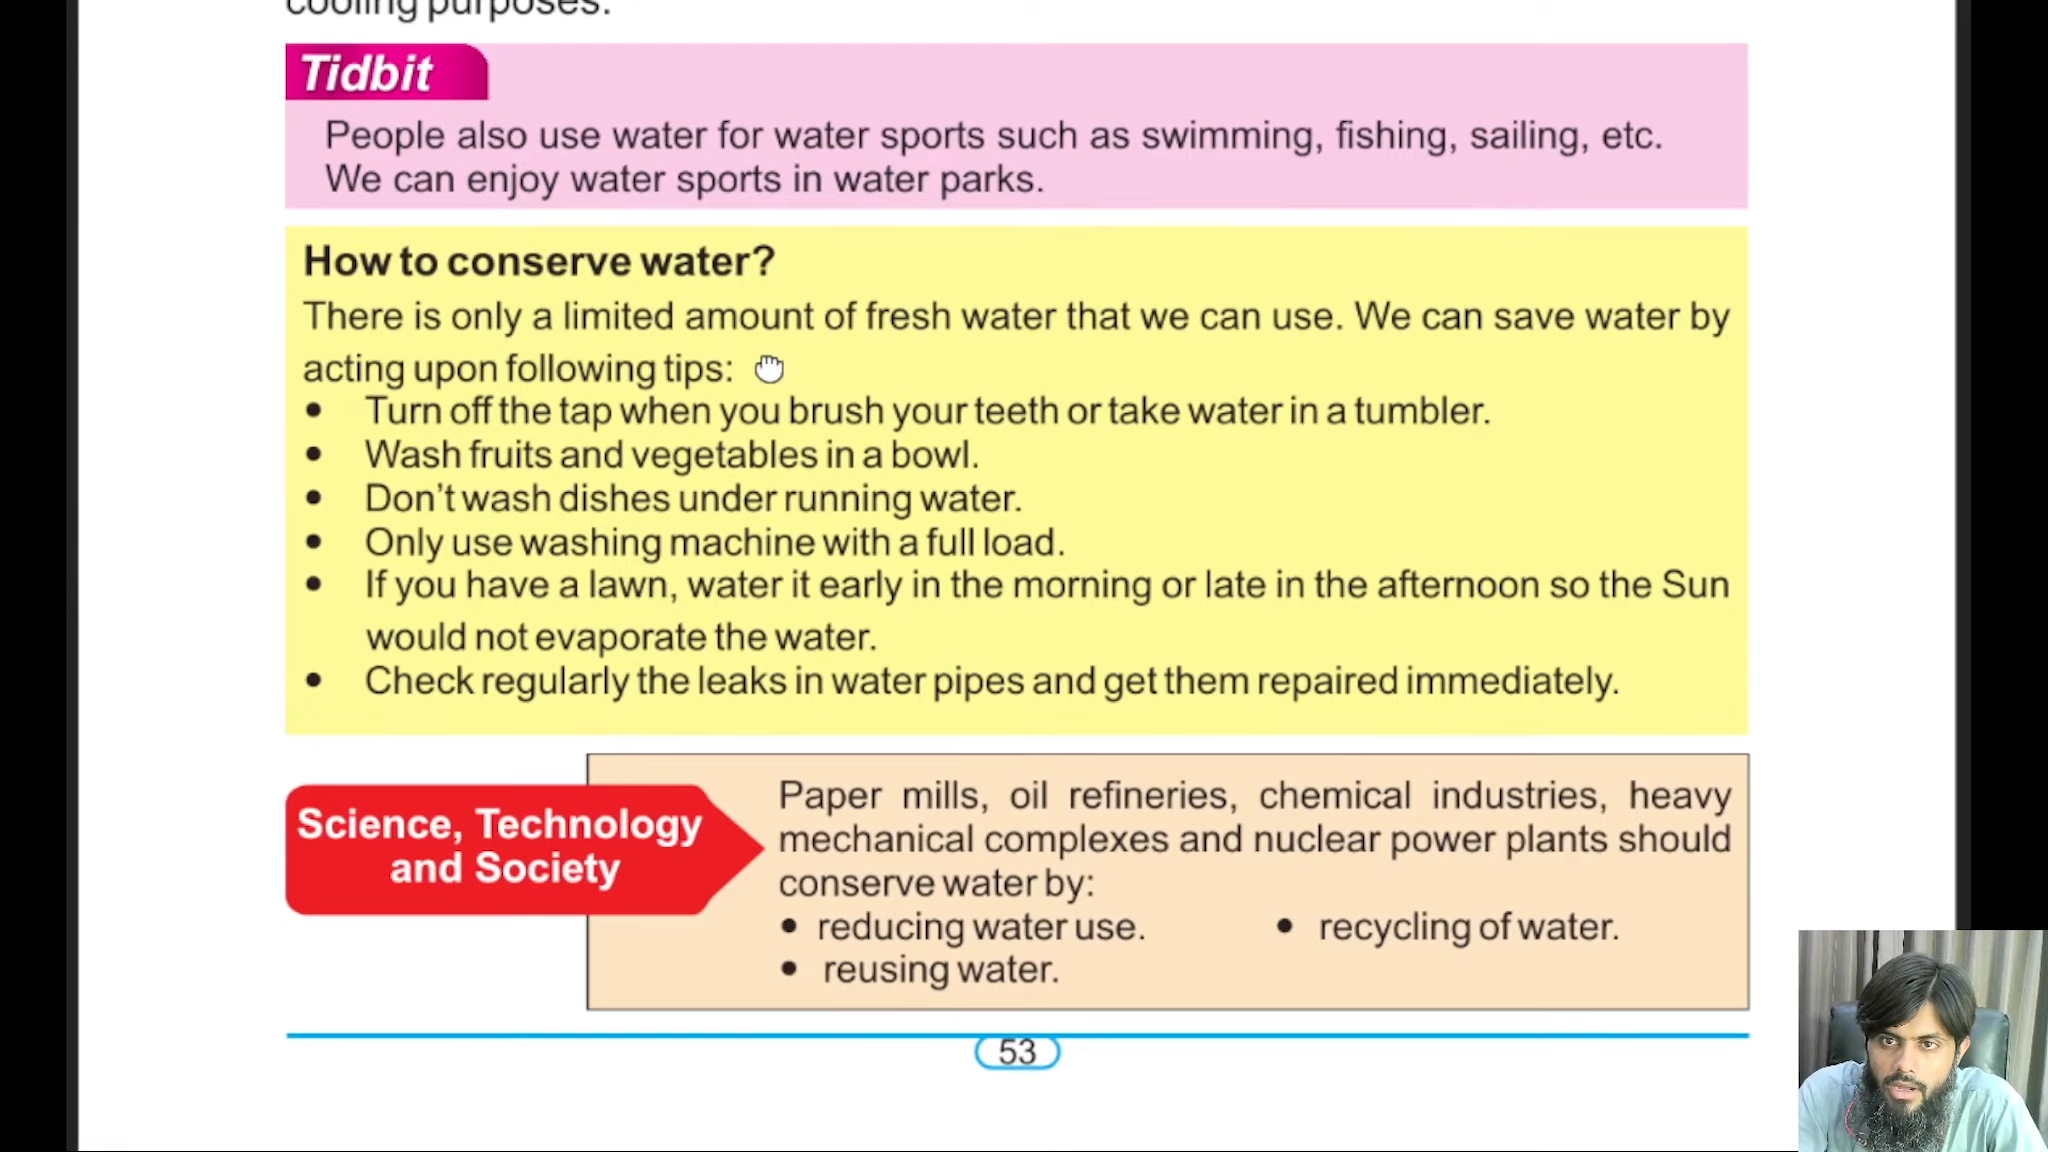 cooling purposes.
Tidbit
People also use water for water sports such as swimming, fishing, sailing, etc.
We can enjoy water sports in water parks.
How to conserve water?
There is only a limited amount of fresh water that we can use. We can save water by
acting upon following tips:
• Turn off the tap when you brush your teeth or take water in a tumbler.
• Wash fruits and vegetables in a bowl.
• Don’t wash dishes under running water.
• Only use washing machine with a full load.
• If you have a lawn, water it early in the morning or late in the afternoon so the Sun
would not evaporate the water.
• Check regularly the leaks in water pipes and get them repaired immediately.
Science, Technology
and Society
Paper mills, oil refineries, chemical industries, heavy
mechanical complexes and nuclear power plants should
conserve water by:
• reducing water use. • recycling of water.
• reusing water.
53